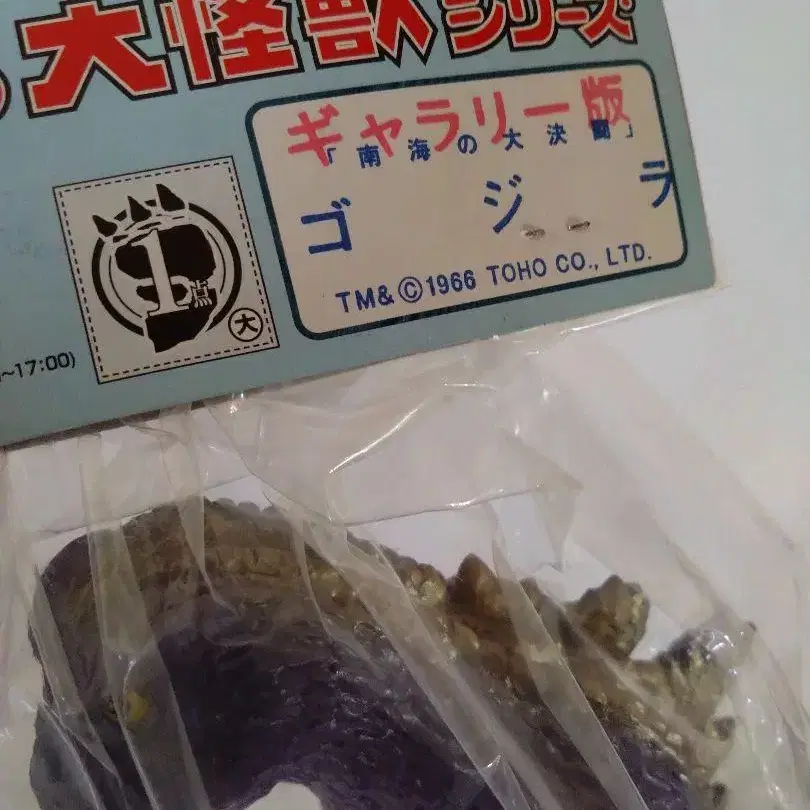 大怪獣シリーズ
ギャラリー版
「南海の大決闘」
ゴジラ
TM&©1966 TOHO CO., LTD.
1点
大
~17:00)